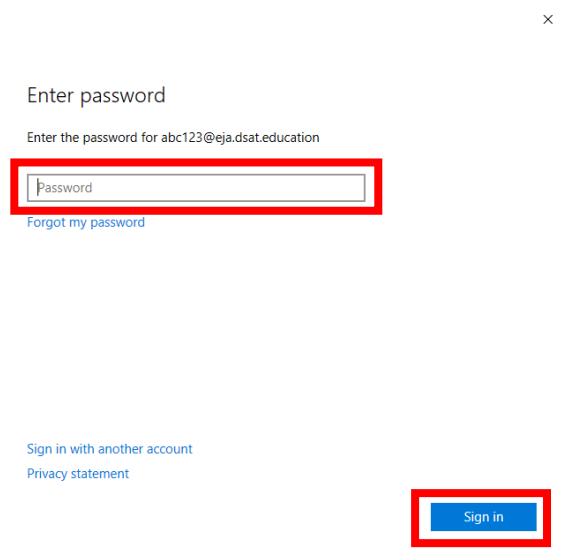 Enter password
Enter the password for abc123@eja.dsat.education
Password
Forgot my password
Sign in with another account
Privacy statement
Sign in